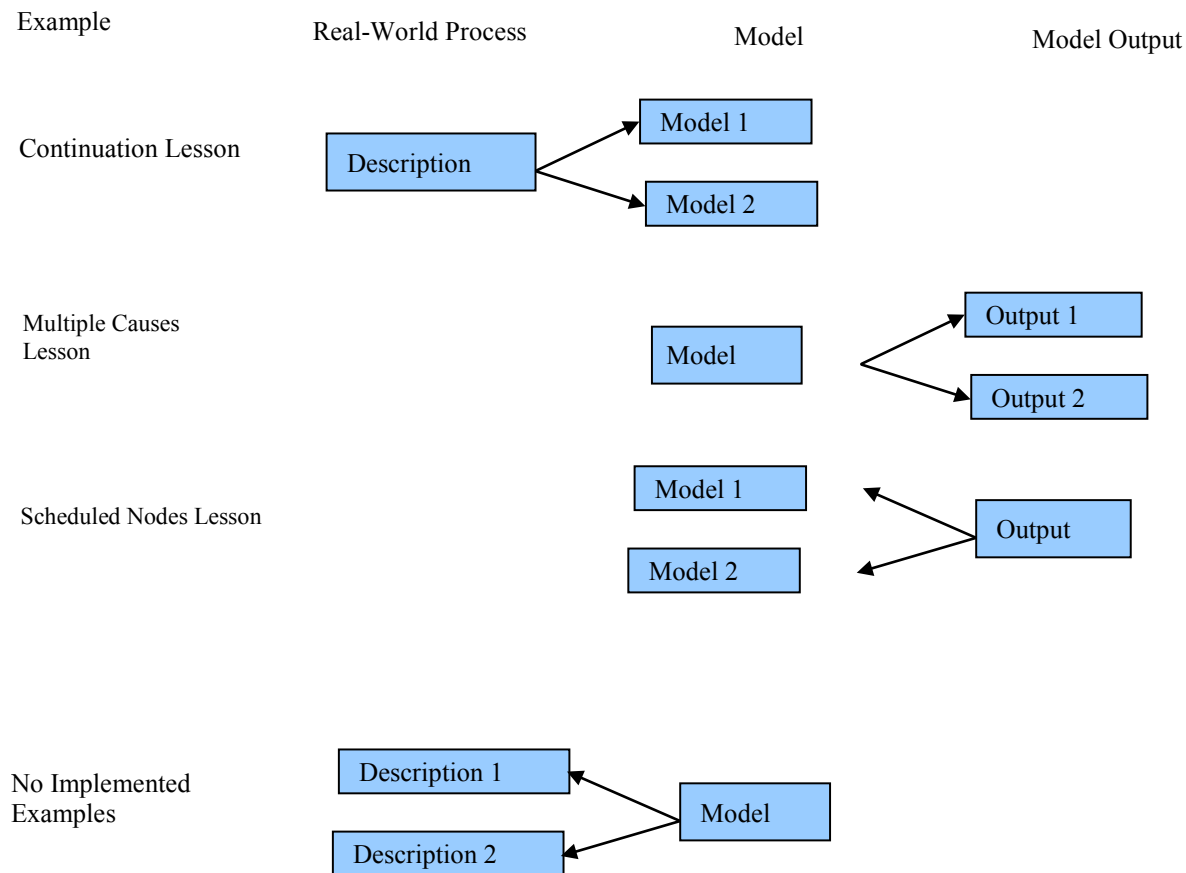 Example
Real-World Process
Model
Model Output
Continuation Lesson
Description
Model 1
Model 2
Multiple Causes
Lesson
Model
Output 1
Output 2
Scheduled Nodes Lesson
Model 1
Model 2
Output
No Implemented
Examples
Description 1
Description 2
Model